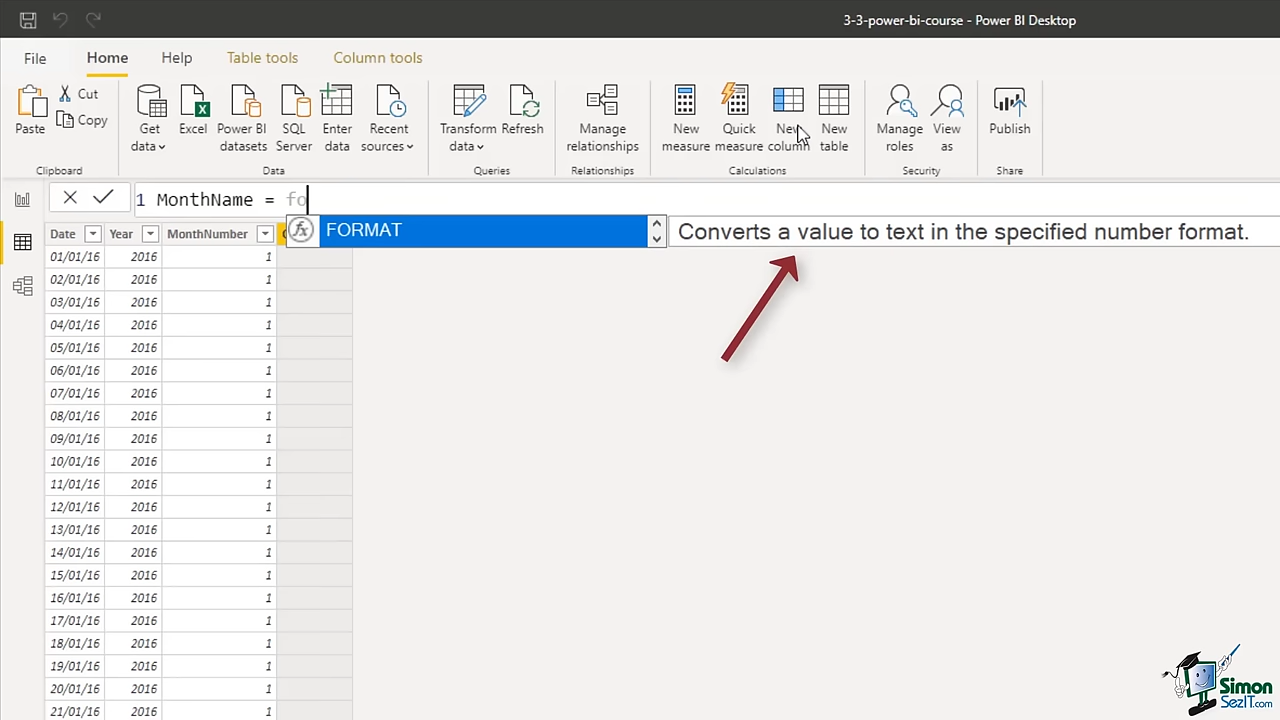 3-3-power-bi-course - Power BI Desktop
File Home Help Table tools Column tools
Paste Cut Copy
Get data Excel Power BI datasets SQL Server Enter data Recent sources
Transform data Refresh
Manage relationships
New measure Quick measure New column New table
Manage roles View as
Publish
Clipboard Data Queries Relationships Calculations Security Share
1 MonthName = fo
FORMAT Converts a value to text in the specified number format.
Date Year MonthNumber
01/01/16 2016 1
02/01/16 2016 1
03/01/16 2016 1
04/01/16 2016 1
05/01/16 2016 1
06/01/16 2016 1
07/01/16 2016 1
08/01/16 2016 1
09/01/16 2016 1
10/01/16 2016 1
11/01/16 2016 1
12/01/16 2016 1
13/01/16 2016 1
14/01/16 2016 1
15/01/16 2016 1
16/01/16 2016 1
17/01/16 2016 1
18/01/16 2016 1
19/01/16 2016 1
20/01/16 2016 1
21/01/16 2016 1
Simon
SezIT.com